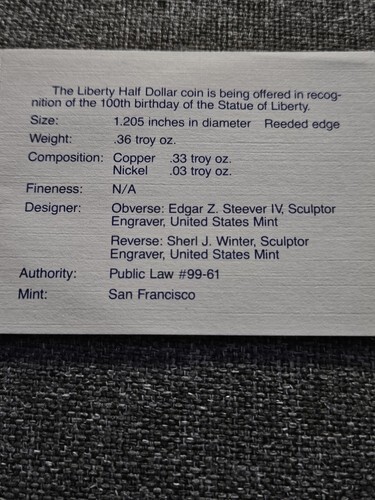 The Liberty Half Dollar coin is being offered in recog-
nition of the 100th birthday of the Statue of Liberty.
Size: 1.205 inches in diameter Reeded edge
Weight: .36 troy oz.
Composition: Copper .33 troy oz.
Nickel .03 troy oz.
Fineness: N/A
Designer: Obverse: Edgar Z. Steever IV, Sculptor
Engraver, United States Mint
Reverse: Sherl J. Winter, Sculptor
Engraver, United States Mint
Authority: Public Law #99-61
Mint: San Francisco